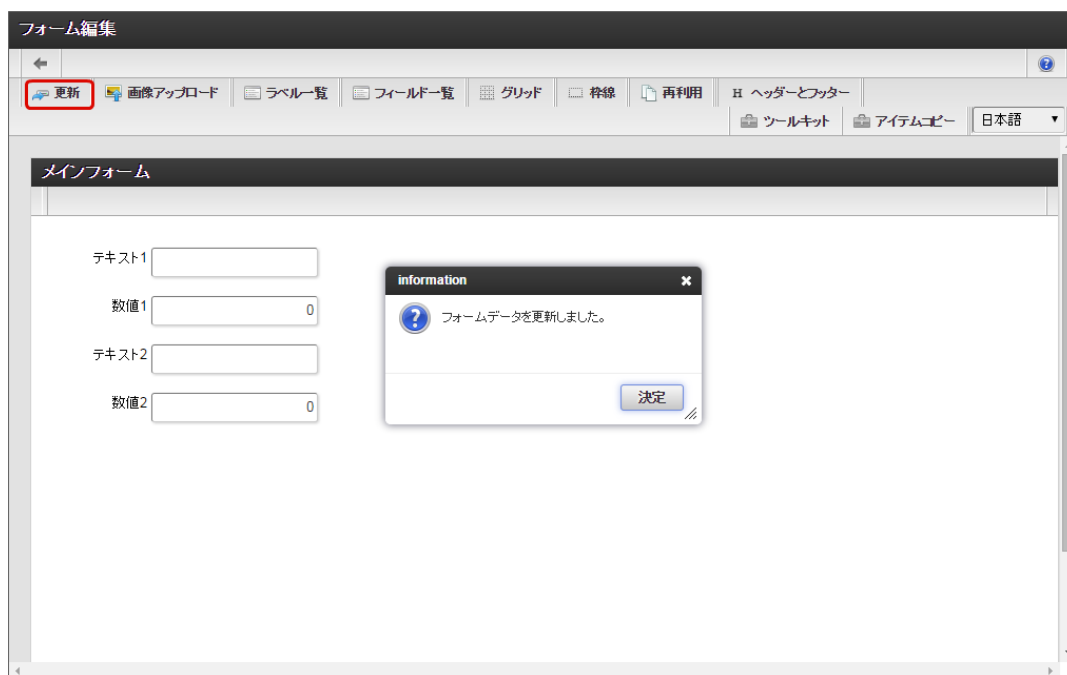 フォーム編集
更新 画像アップロード ラベル一覧 フィールド一覧 グリッド 枠線 再利用 H ヘッダーとフッター
ツールキット アイテムコピー 日本語
メインフォーム
テキスト1
数値1 0
テキスト2
数値2 0
information
フォームデータを更新しました。
決定